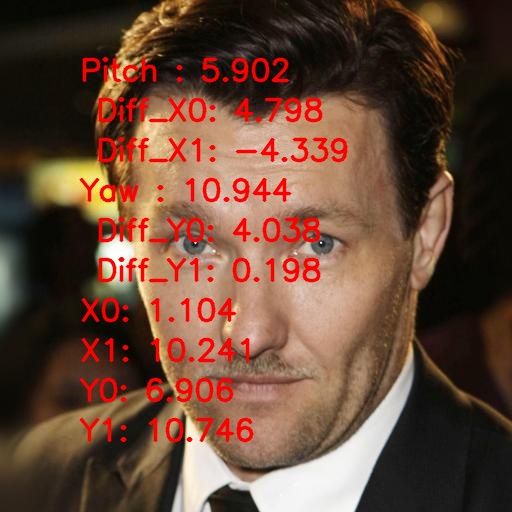 Pitch : 5.902
Diff_X0: 4.798
Diff_X1: -4.339
Yaw : 10.944
Diff_Y0: 4.038
Diff_Y1: 0.198
X0: 1.104
X1: 10.241
Y0: 6.906
Y1: 10.746